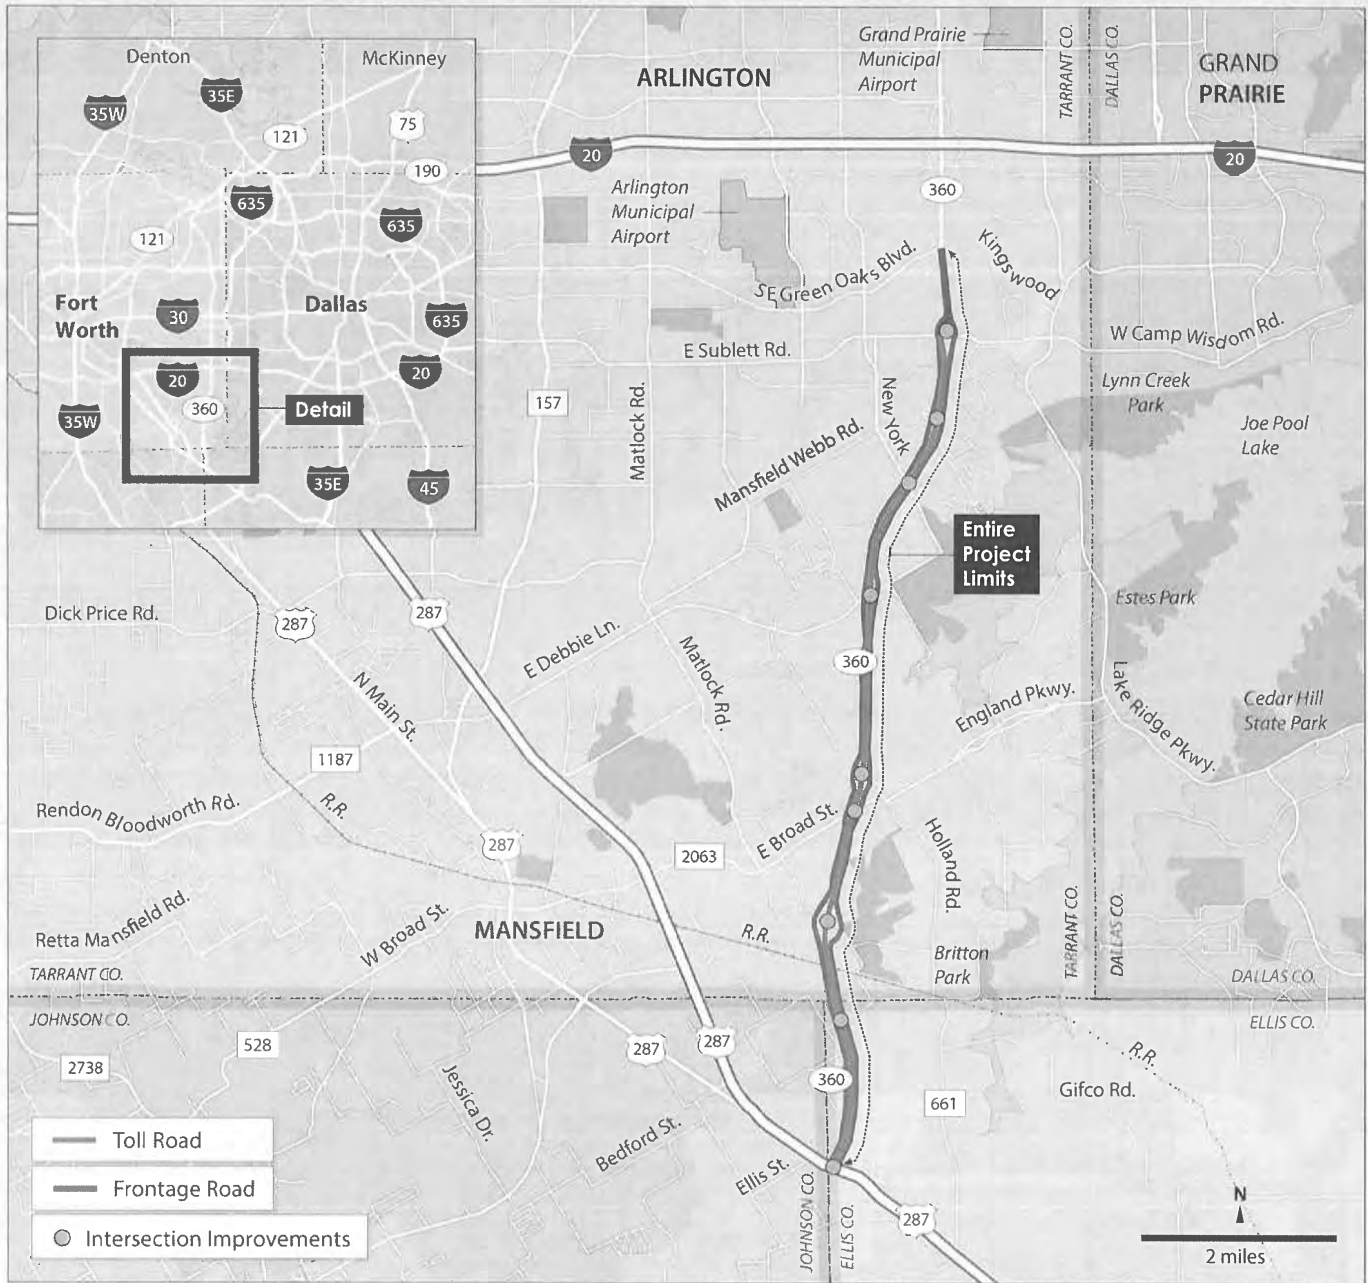 Denton
McKinney
35W
35E
121
75
190
635
635
121
Fort
Worth
30
Dallas
635
20
20
360
Detail
35W
35E
45
ARLINGTON
Grand Prairie
Municipal
Airport
TARRANT CO.
DALLAS CO.
GRAND
PRAIRIE
20
20
Arlington
Municipal
Airport
360
Kingswood
SE Green Oaks Blvd.
E Sublett Rd.
W Camp Wisdom Rd.
157
Matlock Rd.
New York
Lynn Creek
Park
Joe Pool
Lake
Mansfield Webb Rd.
Entire
Project
Limits
Dick Price Rd.
287
287
E Debbie Ln.
Matlock Rd.
360
Estes Park
N Main St.
England Pkwy.
Lake Ridge Pkwy.
Cedar Hill
State Park
1187
Rendon Bloodworth Rd.
R.R.
287
2063
E Broad St.
Holland Rd.
Retta Mansfield Rd.
W Broad St.
MANSFIELD
R.R.
Britton
Park
TARRANT CO.
DALLAS CO.
TARRANT CO.
JOHNSON CO.
DALLAS CO.
ELLIS CO.
2738
528
287
287
360
661
R.R.
Gifco Rd.
Jessica Dr.
Bedford St.
Ellis St.
JOHNSON CO.
ELLIS CO.
287
Toll Road
Frontage Road
Intersection Improvements
N
2 miles